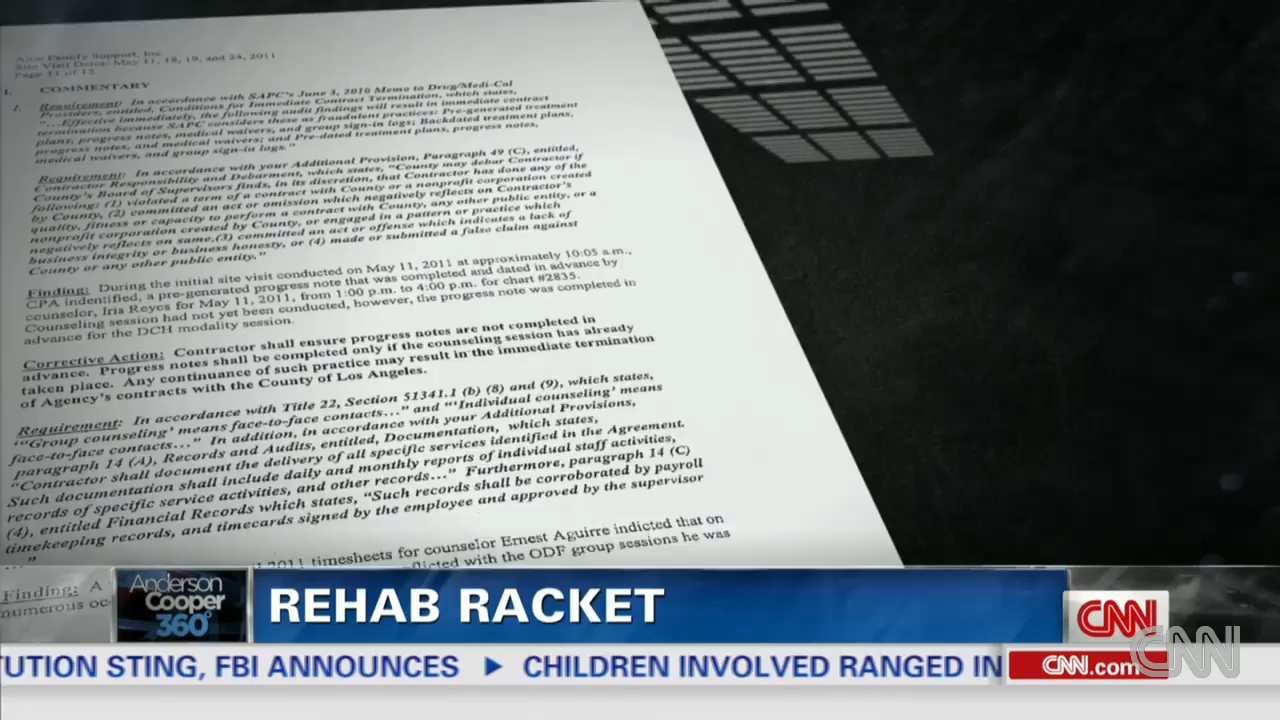 Family Support, Inc.
Site Visit Dates: May 11, 18, 19, and 24, 2011
Page 11 of 15
I. COMMENTARY
1. Requirement: In accordance with SAPC's June 3, 2010 Memo to Drug/Medi-Cal
Providers, entitled, Conditions for Immediate Contract Termination, which states,
"…Effective immediately, the following audit findings will result in immediate contract
termination because SAPC considers these as fraudulent practices: Pre-generated treatment
plans, progress notes, medical waivers, and group sign-in logs; Backdated treatment plans,
progress notes, and medical waivers; and Pre-dated treatment plans, progress notes,
medical waivers, and group sign-in logs."
Requirement: In accordance with your Additional Provision, Paragraph 49 (C), entitled,
Contractor Responsibility and Debarment, which states, "County may debar Contractor if
County's Board of Supervisors finds, in its discretion, that Contractor has done any of the
following: (1) violated a term of a contract with County or a nonprofit corporation created
by County, (2) committed an act or omission which negatively reflects on Contractor's
quality, fitness or capacity to perform a contract with County, any other public entity, or a
nonprofit corporation created by County, or engaged in a pattern or practice which
negatively reflects on same,(3) committed an act or offense which indicates a lack of
business integrity or business honesty, or (4) made or submitted a false claim against
County or any other public entity."
Finding: During the initial site visit conducted on May 11, 2011 at approximately 10:05 a.m.,
CPA indentified, a pre-generated progress note that was completed and dated in advance by
counselor, Iris Reyes for May 11, 2011, from 1:00 p.m. to 4:00 p.m. for chart #2835.
Counseling session had not yet been conducted, however, the progress note was completed in
advance for the DCH modality session.
Corrective Action: Contractor shall ensure progress notes are not completed in
advance. Progress notes shall be completed only if the counseling session has already
taken place. Any continuance of such practice may result in the immediate termination
of Agency's contracts with the County of Los Angeles.
Requirement: In accordance with Title 22, Section 51341.1 (b) (8) and (9), which states,
"'Group counseling' means face-to-face contacts…" and "'Individual counseling' means
face-to-face contacts…" In addition, in accordance with your Additional Provisions,
paragraph 14 (A), Records and Audits, entitled, Documentation, which states,
"Contractor shall document the delivery of all specific services identified in the Agreement.
Such documentation shall include daily and monthly reports of individual staff activities,
records of specific service activities, and other records…" Furthermore, paragraph 14 (C)
(4), entitled Financial Records which states, "Such records shall be corroborated by payroll
timekeeping records, and timecards signed by the employee and approved by the supervisor
…"
2011 timesheets for counselor Ernest Aguirre indicted that on
with the ODF group sessions he was
Finding: A
numerous oc
Anderson
Cooper
360°
REHAB RACKET
CNN
TUTION STING, FBI ANNOUNCES ▶ CHILDREN INVOLVED RANGED IN
CNN.com
CNN